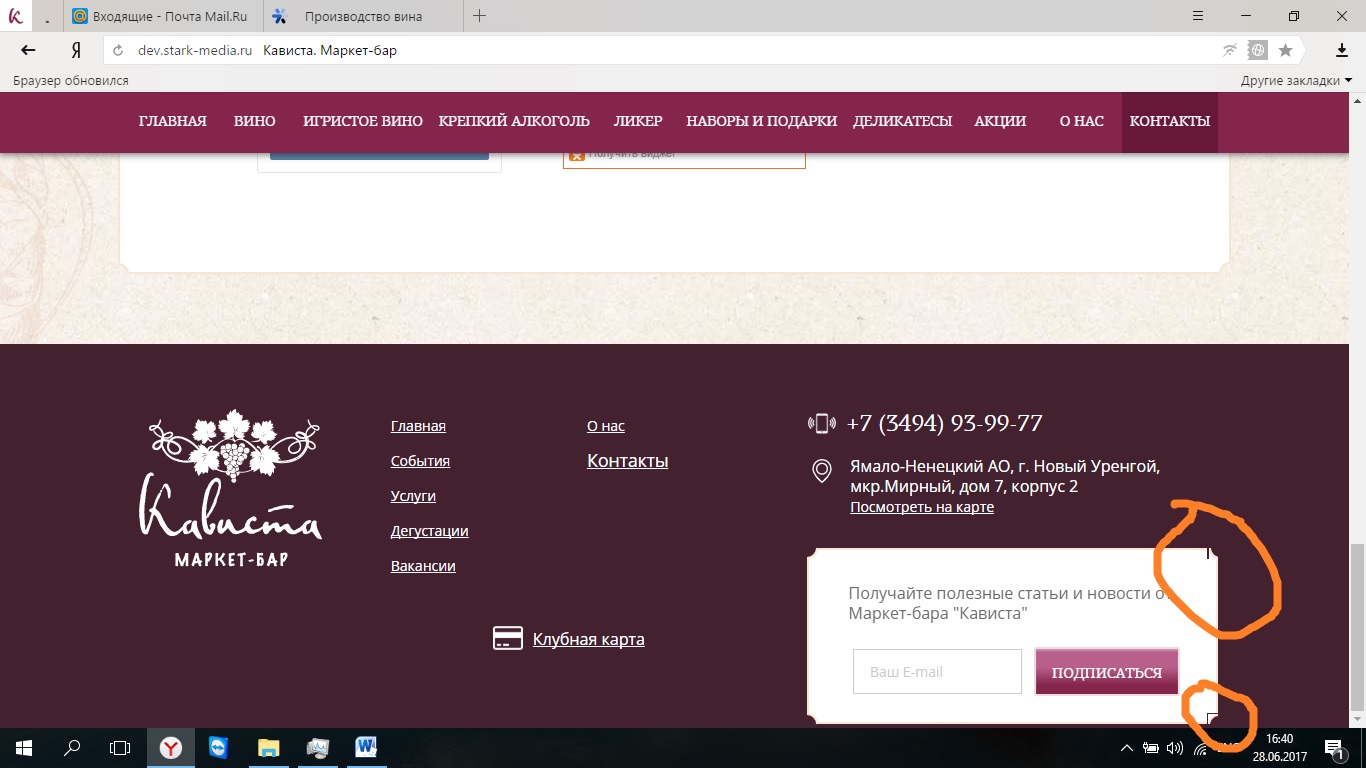 .
Входящие - Почта Mail.Ru
Производство вина
Я
dev.stark-media.ru Кависта. Маркет-бар
Браузер обновился
Другие закладки
ГЛАВНАЯ ВИНО ИГРИСТОЕ ВИНО КРЕПКИЙ АЛКОГОЛЬ ЛИКЕР НАБОРЫ И ПОДАРКИ ДЕЛИКАТЕСЫ АКЦИИ О НАС КОНТАКТЫ
Получить виджет
Кависта
МАРКЕТ-БАР
Главная
События
Услуги
Дегустации
Вакансии
О нас
Контакты
Клубная карта
+7 (3494) 93-99-77
Ямало-Ненецкий АО, г. Новый Уренгой,
мкр.Мирный, дом 7, корпус 2
Посмотреть на карте
Получайте полезные статьи и новости от
Маркет-бара "Кависта"
Ваш E-mail
ПОДПИСАТЬСЯ
16:40
28.06.2017
1